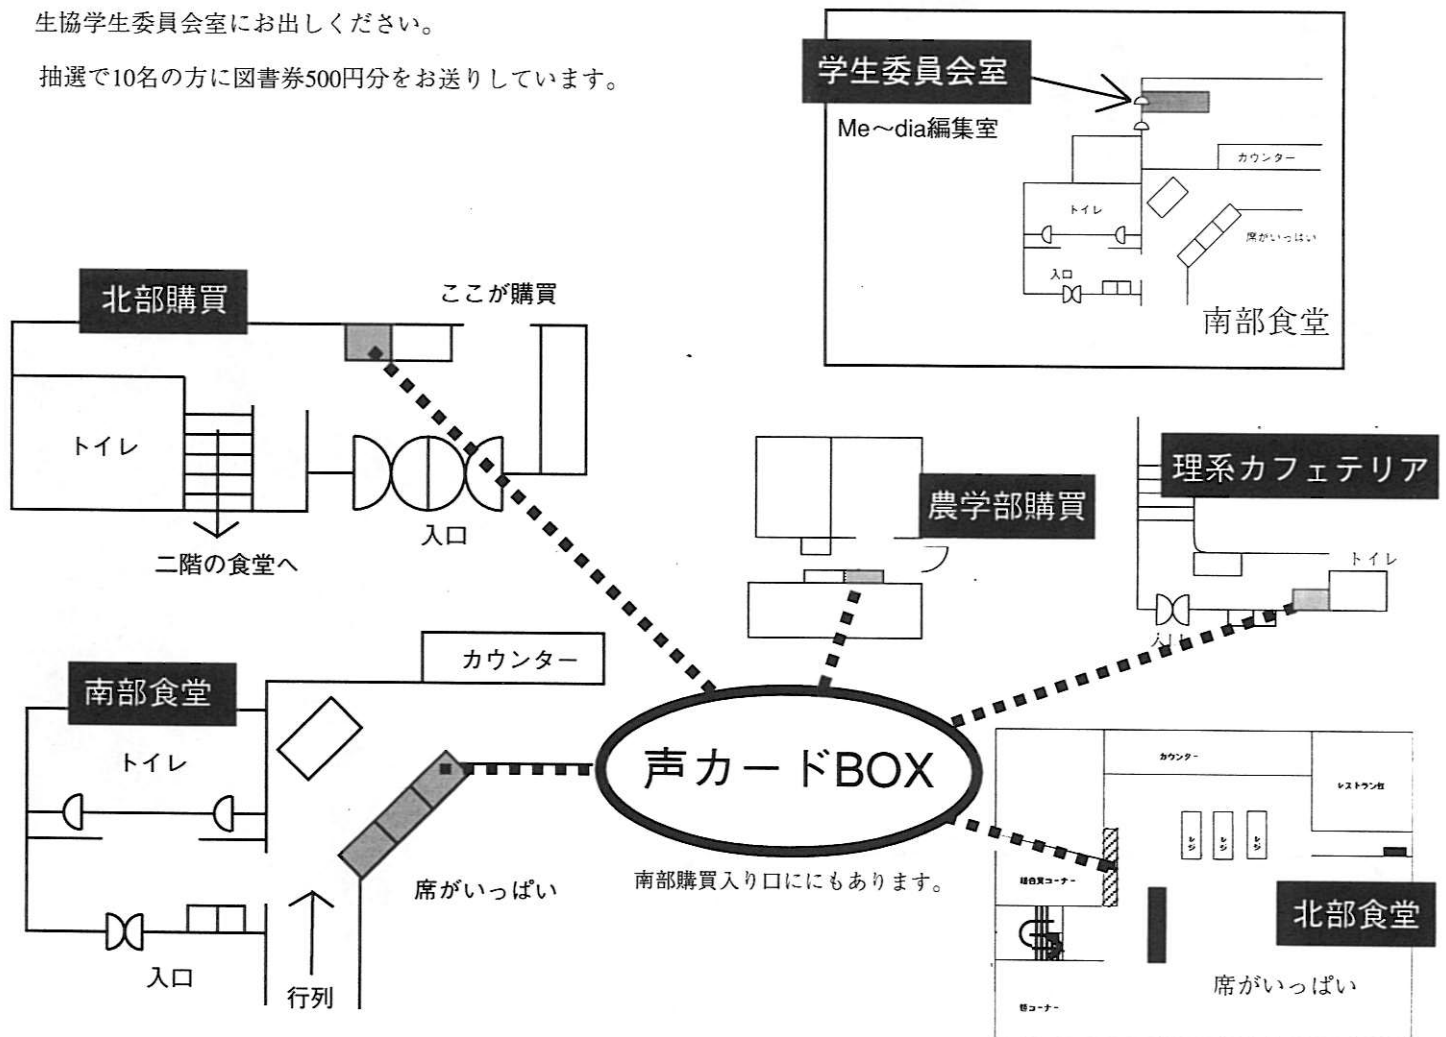 生協学生委員会室にお出しください。
抽選で10名の方に図書券500円分をお送りしています。
学生委員会室
Me〜dia編集室
カウンター
トイレ
席がいっぱい
入口
南部食堂
北部購買
ここが購買
トイレ
入口
二階の食堂へ
農学部購買
理系カフェテリア
トイレ
入口
南部食堂
カウンター
トイレ
席がいっぱい
入口
行列
声カードBOX
南部購買入り口ににもあります。
カウンター
レジ
レジ
レジ
北部食堂
席がいっぱい